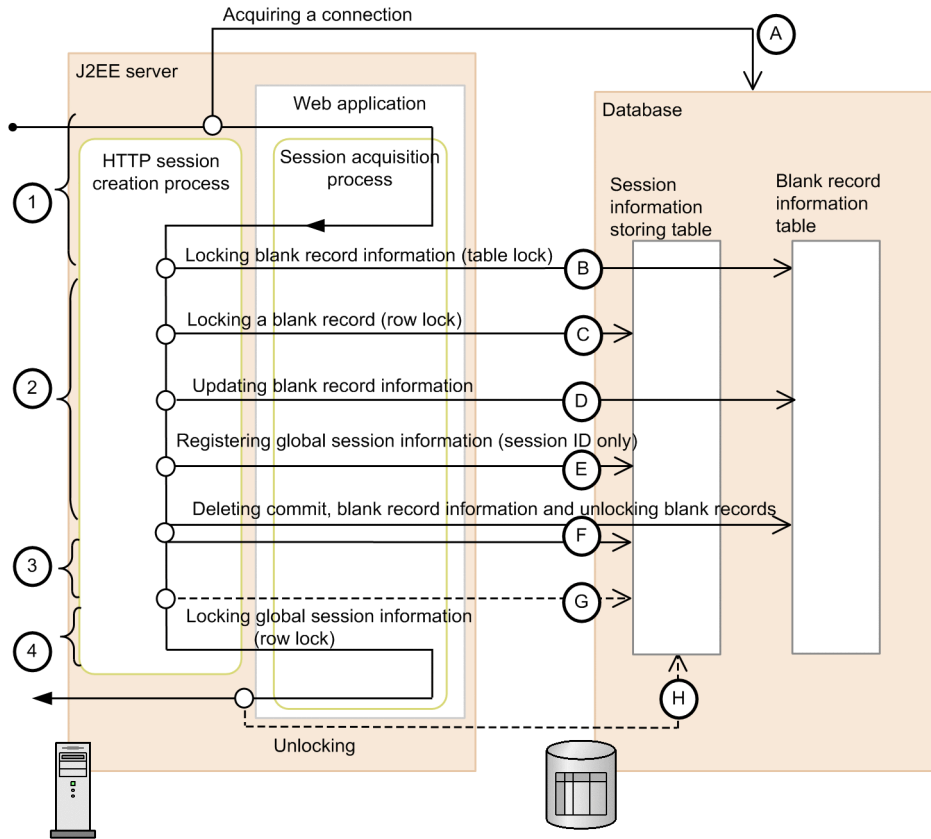 Acquiring a connection
A
J2EE server
Web application
Database
HTTP session
creation process
Session acquisition
process
1
Session
information
storing table
Blank record
information
table
Locking blank record information (table lock)
B
Locking a blank record (row lock)
C
2
Updating blank record information
D
Registering global session information (session ID only)
E
Deleting commit, blank record information and unlocking blank records
F
3
G
Locking global session information
(row lock)
4
H
Unlocking